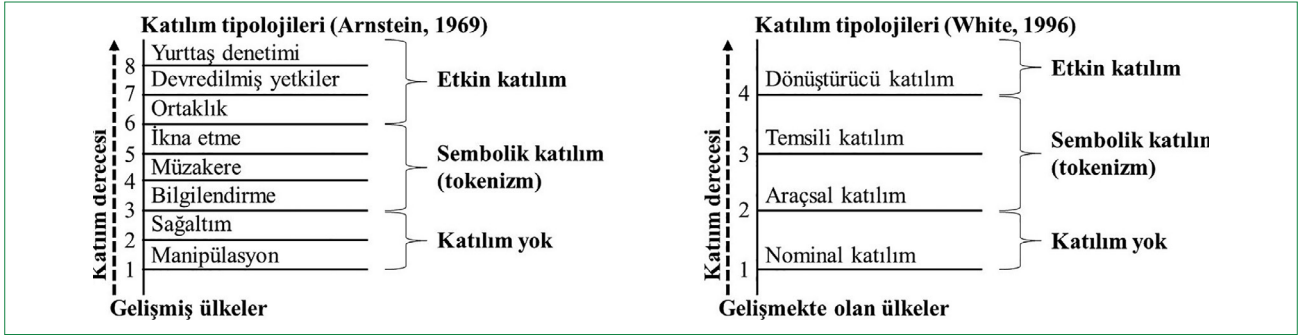 Katılım tipolojileri (Arnstein, 1969)
8 Yurttaş denetimi
7 Devredilmiş yetkiler
6 Ortaklık
5 İkna etme
4 Müzakere
3 Bilgilendirme
2 Sağaltım
1 Manipülasyon
Etkin katılım
Sembolik katılım
(tokenizm)
Katılım yok
Katılım derecesi
Gelişmiş ülkeler
Katılım tipolojileri (White, 1996)
4 Dönüştürücü katılım
3 Temsili katılım
2 Araçsal katılım
1 Nominal katılım
Etkin katılım
Sembolik katılın
(tokenizm)
Katılım yok
Katılım derecesi
Gelişmekte olan ülkeler